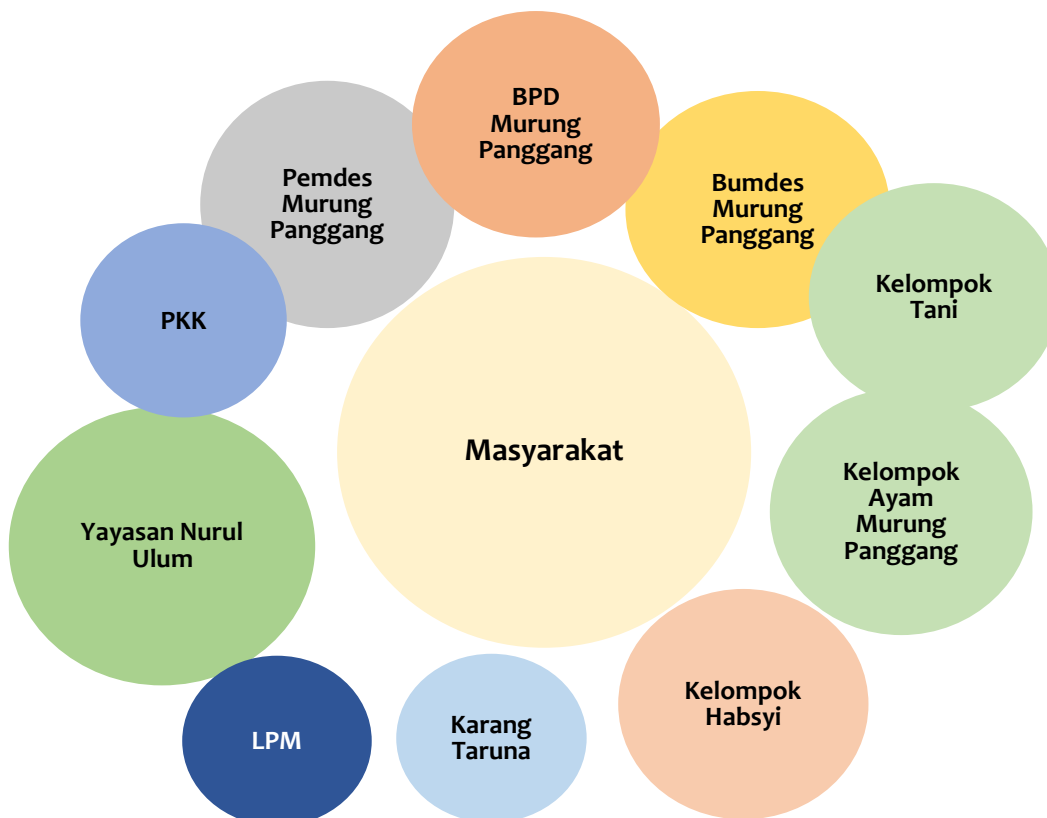 BPD
Murung
Panggang
Pemdes
Murung
Panggang
Bumdes
Murung
Panggang
Kelompok
Tani
PKK
Masyarakat
Kelompok
Ayam
Murung
Panggang
Yayasan Nurul
Ulum
Kelompok
Habsyi
Karang
Taruna
LPM